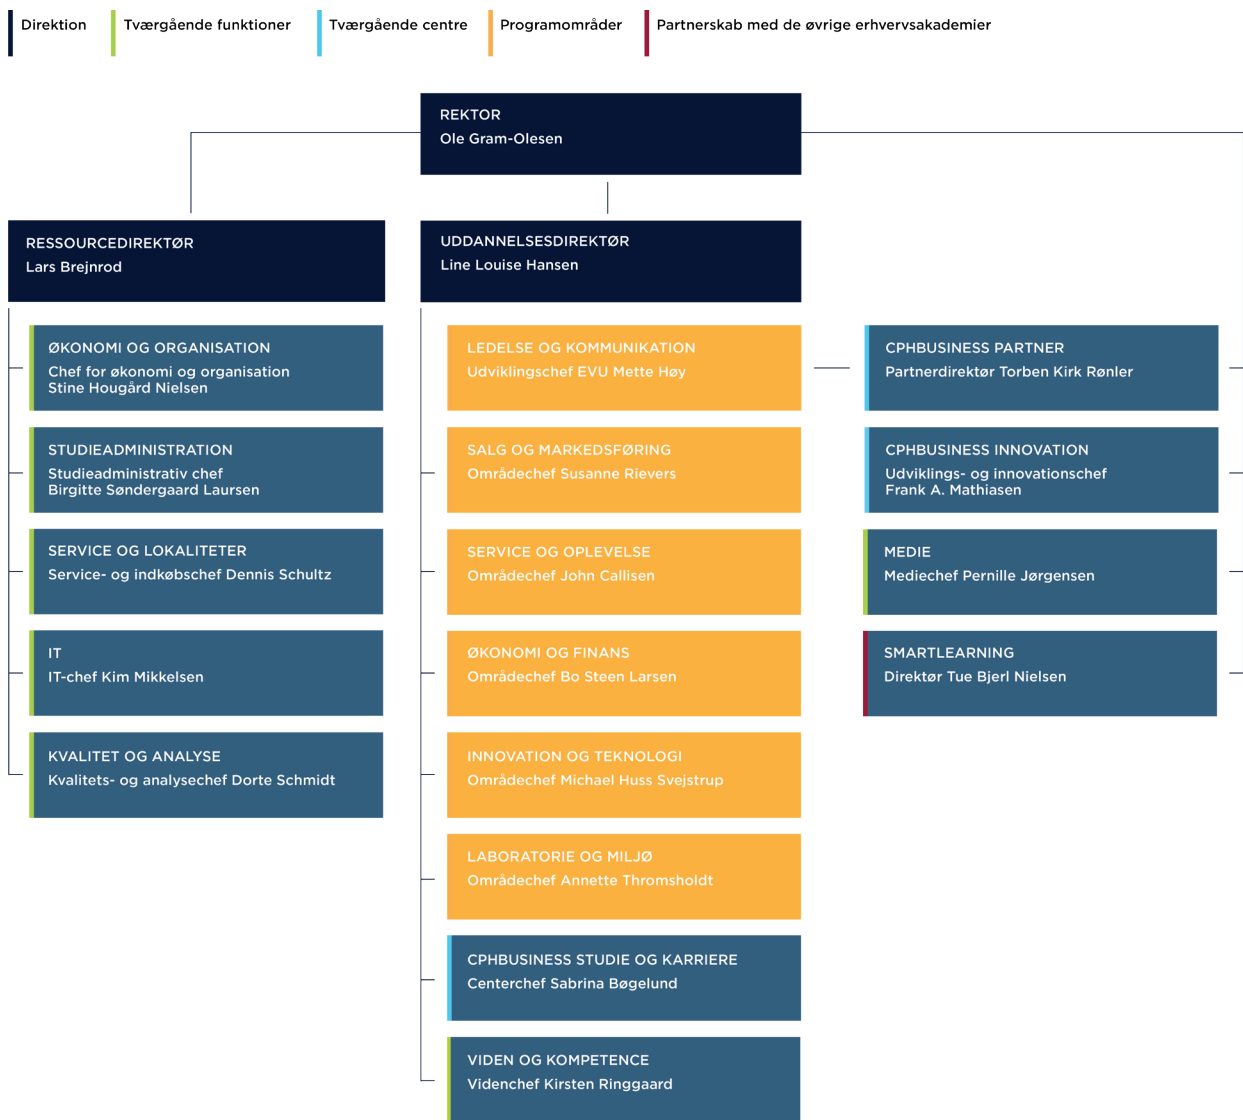 Direktion
Tværgående funktioner
Tværgående centre
Programområder
Partnerskab med de øvrige erhvervsakademier
REKTOR
Ole Gram-Olesen
RESSOURCEDIREKTØR
Lars Brejnrod
UDDANNELSESDIREKTØR
Line Louise Hansen
ØKONOMI OG ORGANISATION
Chef for økonomi og organisation
Stine Hougård Nielsen
STUDIEADMINISTRATION
Studieadministrativ chef
Birgitte Søndergaard Laursen
SERVICE OG LOKALITETER
Service- og indkøbschef Dennis Schultz
IT
IT-chef Kim Mikkelsen
KVALITET OG ANALYSE
Kvalitets- og analysechef Dorte Schmidt
LEDELSE OG KOMMUNIKATION
Udviklingschef EVU Mette Høy
SALG OG MARKEDSFØRING
Områdechef Susanne Rievers
SERVICE OG OPLEVELSE
Områdechef John Callisen
ØKONOMI OG FINANS
Områdechef Bo Steen Larsen
INNOVATION OG TEKNOLOGI
Områdechef Michael Huss Svejstrup
LABORATORIE OG MILJØ
Områdechef Annette Thromsholdt
CPHBUSINESS STUDIE OG KARRIERE
Centerchef Sabrina Bøgelund
VIDEN OG KOMPETENCE
Videnchef Kirsten Ringgaard
CPHBUSINESS PARTNER
Partnerdirektør Torben Kirk Rønler
CPHBUSINESS INNOVATION
Udviklings- og innovationschef
Frank A. Mathiasen
MEDIE
Mediechef Pernille Jørgensen
SMARTLEARNING
Direktør Tue Bjerl Nielsen